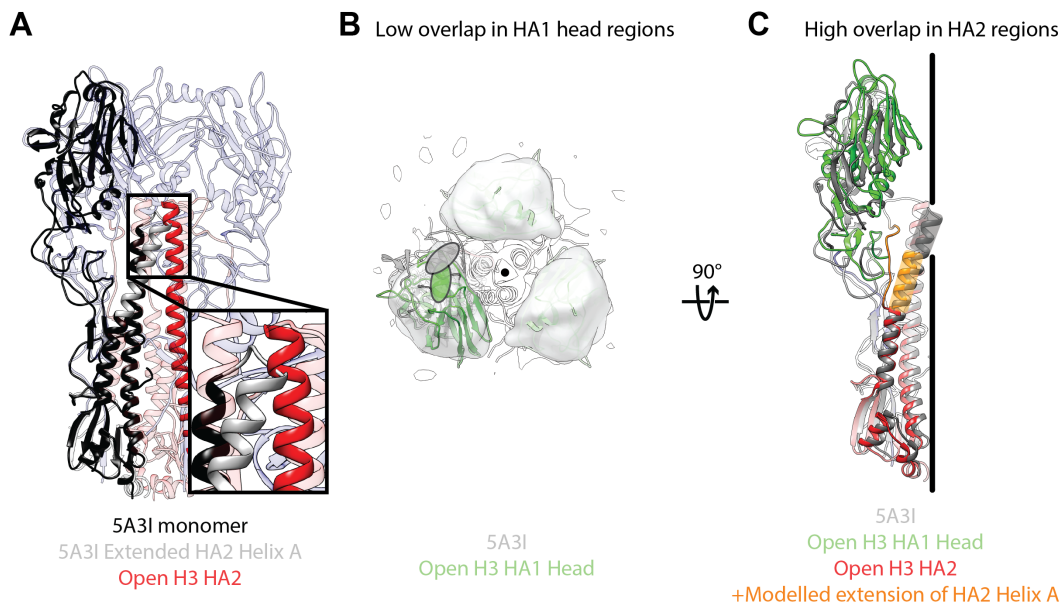 A
B Low overlap in HA1 head regions
C High overlap in HA2 regions
90°
5A3I monomer
5A3I Extended HA2 Helix A
Open H3 HA2
5A3I
Open H3 HA1 Head
5A3I
Open H3 HA1 Head
Open H3 HA2
+Modelled extension of HA2 Helix A